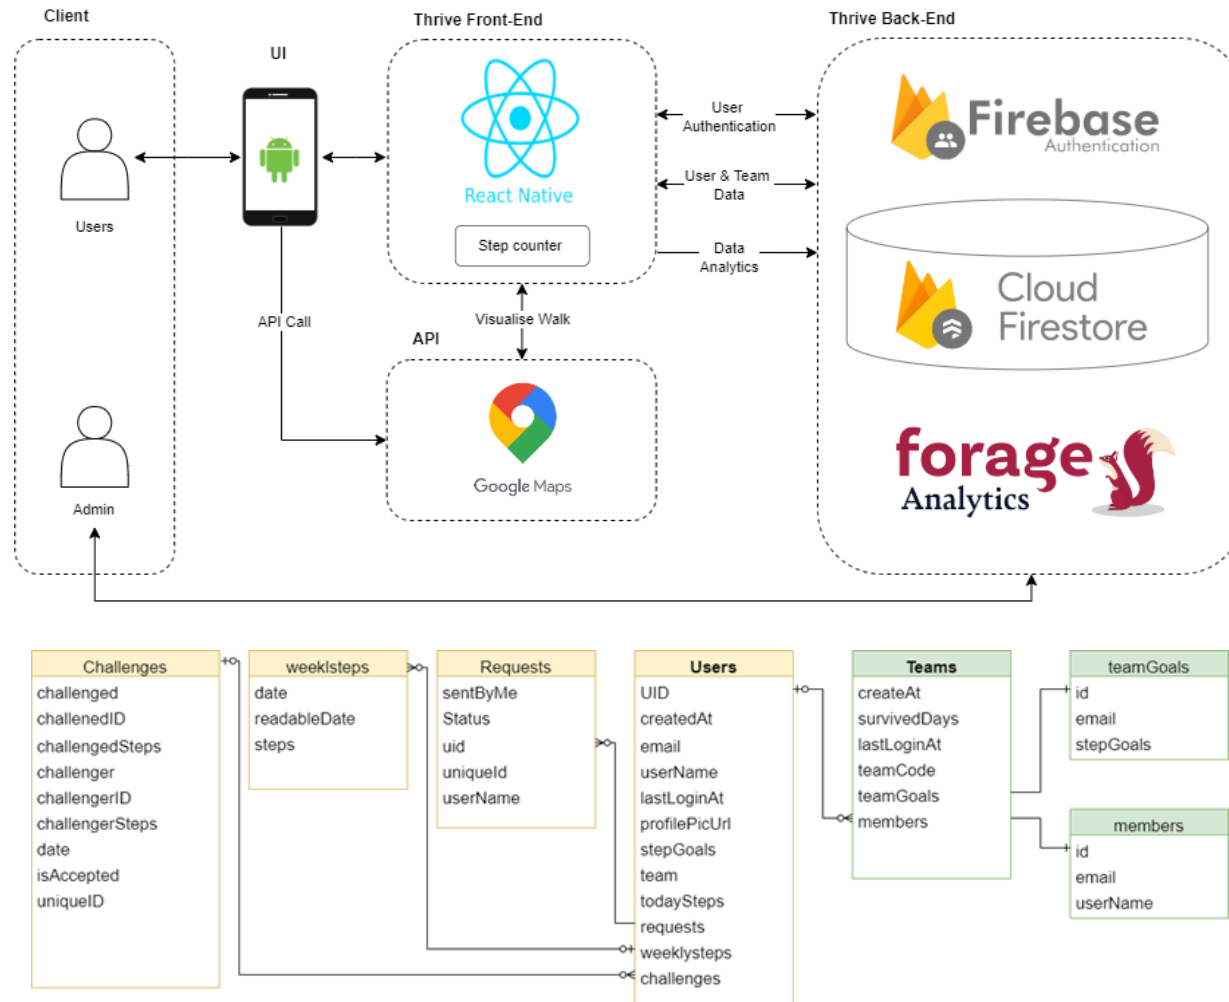 Client
Thrive Front-End
Thrive Back-End
UI
React Native
Step counter
Users
Admin
User
Authentication
User & Team
Data
Data
Analytics
API Call
Visualise Walk
API
Google Maps
Firebase
Authentication
Cloud
Firestore
forage
Analytics
Challenges
challenged
challenedID
challengedSteps
challenger
challengerID
challengerSteps
date
isAccepted
uniqueID
weeklsteps
date
readableDate
steps
Requests
sentByMe
Status
uid
uniqueId
userName
Users
UID
createdAt
email
userName
lastLoginAt
profilePicUrl
stepGoals
team
todaySteps
requests
weeklysteps
challenges
Teams
createAt
survivedDays
lastLoginAt
teamCode
teamGoals
members
teamGoals
id
email
stepGoals
members
id
email
userName